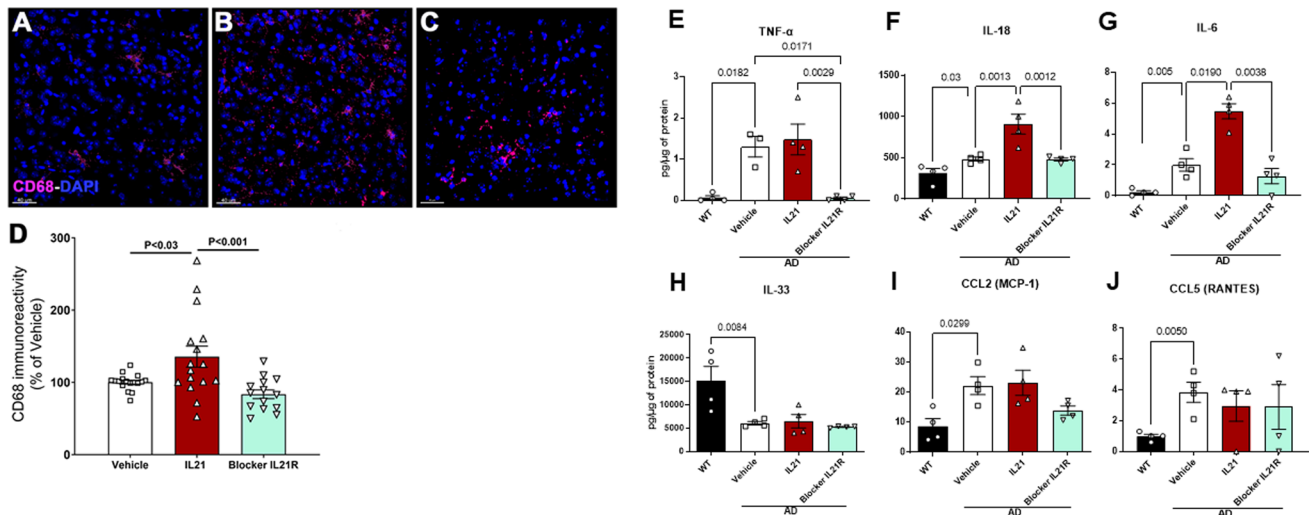 A
B
C
CD68-DAPI
40 µm
40 µm
D
CD68 immunoreactivity
(% of Vehicle)
300
200
100
0
P<0.03
P<0.001
Vehicle
IL21
Blocker IL21R
E
TNF-α
0.0171
0.0182
0.0029
pg/µg of protein
3
2
1
0
WT
Vehicle
IL21
Blocker IL21R
AD
F
IL-18
0.03
0.0013
0.0012
1500
1000
500
0
WT
Vehicle
IL21
Blocker IL21R
AD
G
IL-6
0.005
0.0190
0.0038
8
6
4
2
0
WT
Vehicle
IL21
Blocker IL21R
AD
H
IL-33
0.0084
pg/µg of protein
25000
20000
15000
10000
5000
0
WT
Vehicle
IL21
Blocker IL21R
AD
I
CCL2 (MCP-1)
0.0299
40
30
20
10
0
WT
Vehicle
IL21
Blocker IL21R
AD
J
CCL5 (RANTES)
0.0050
8
6
4
2
0
WT
Vehicle
IL21
Blocker IL21R
AD